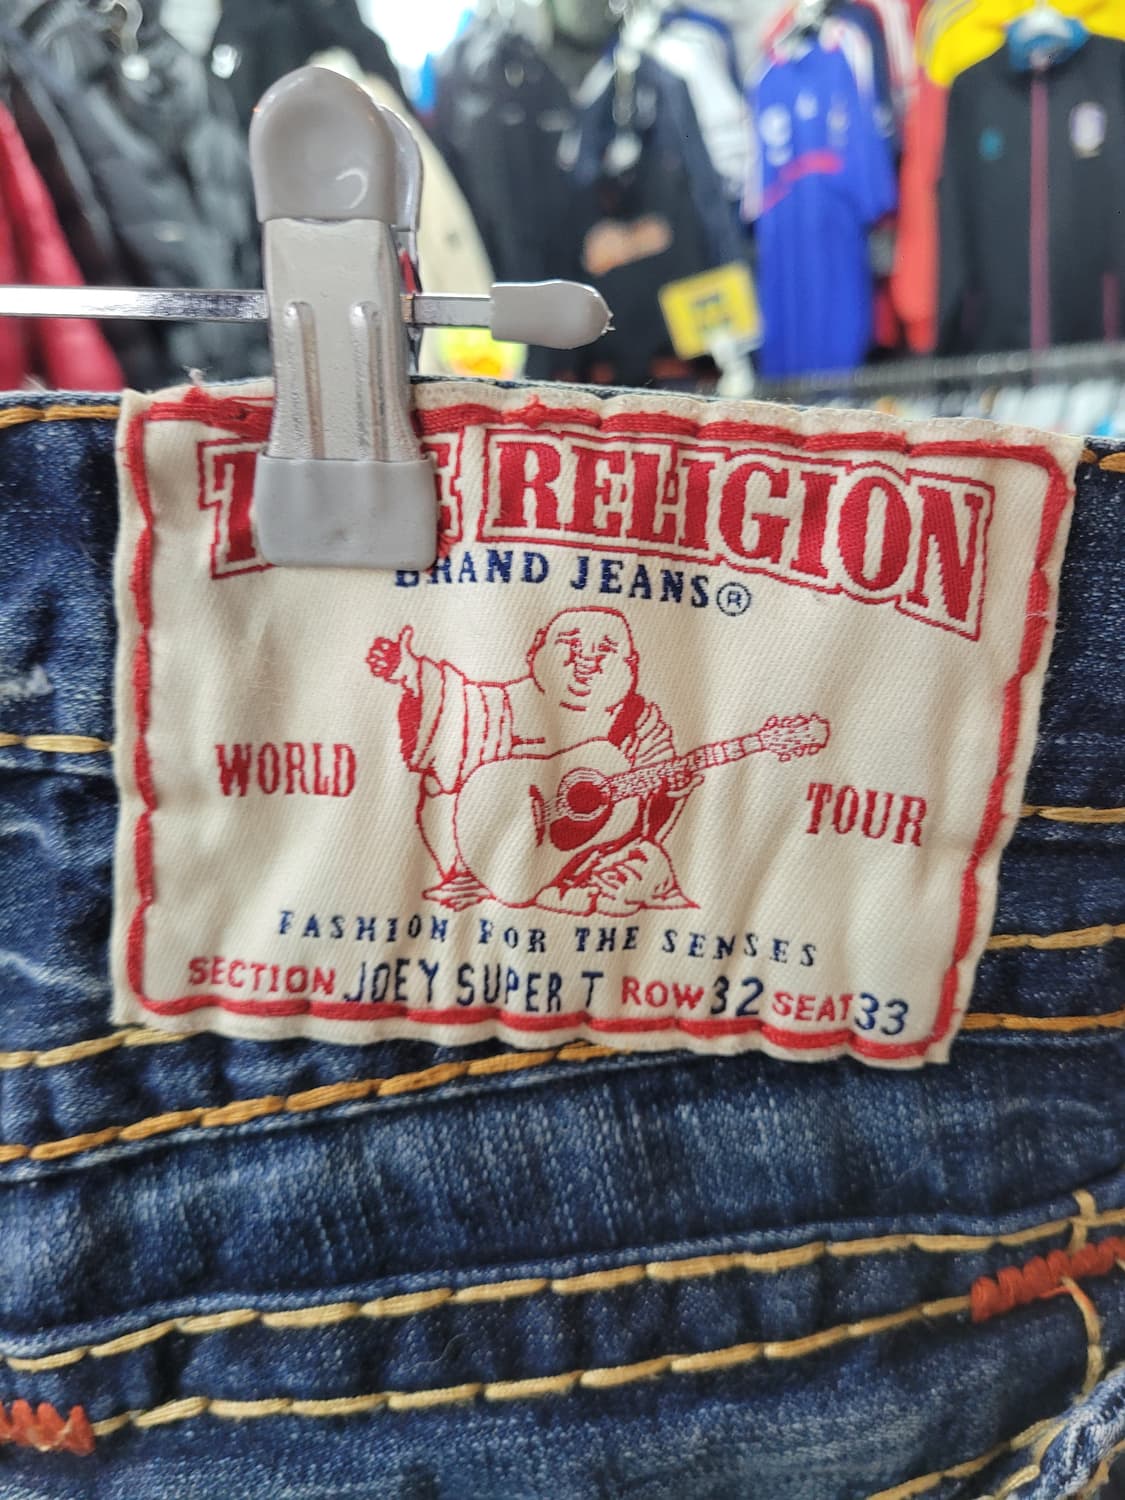 T E RELIGION
BRAND JEANS®
WORLD TOUR
FASHION FOR THE SENSES
SECTION JOEY SUPER T ROW 32 SEAT 33